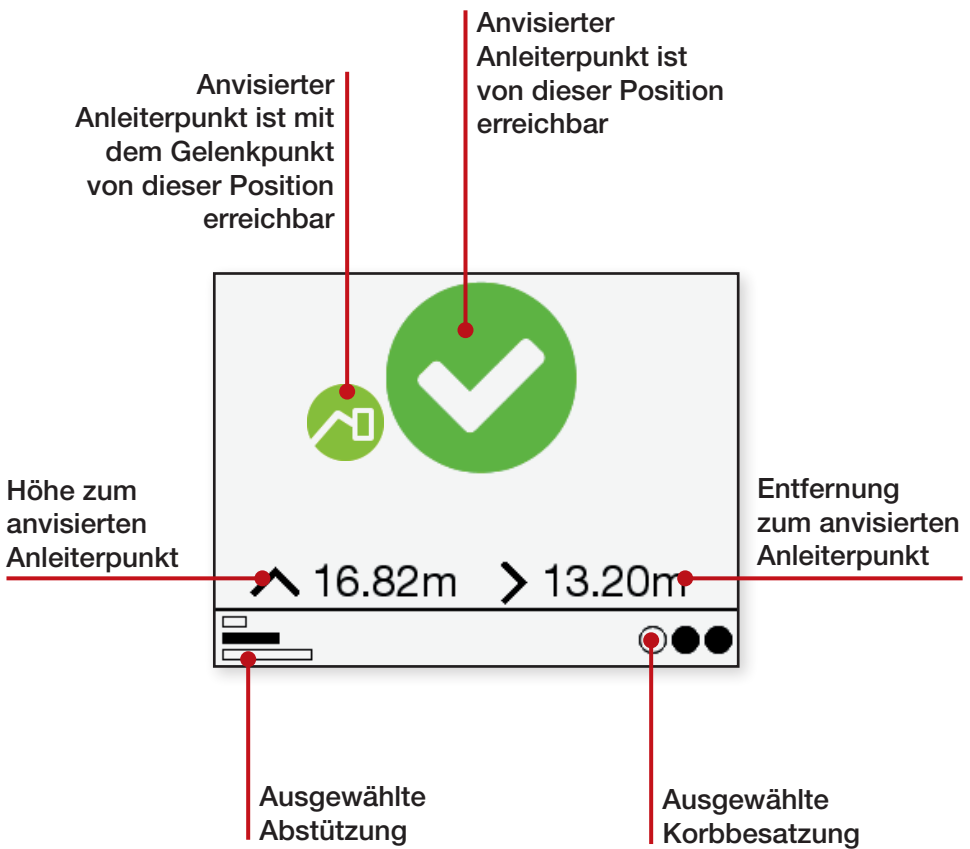 Anvisierter
Anleiterpunkt ist
von dieser Position
erreichbar
Anvisierter
Anleiterpunkt ist mit
dem Gelenkpunkt
von dieser Position
erreichbar
Höhe zum
anvisierten
Anleiterpunkt
Entfernung
zum anvisierten
Anleiterpunkt
16.82m 13.20m
Ausgewählte
Abstützung
Ausgewählte
Korbbesatzung